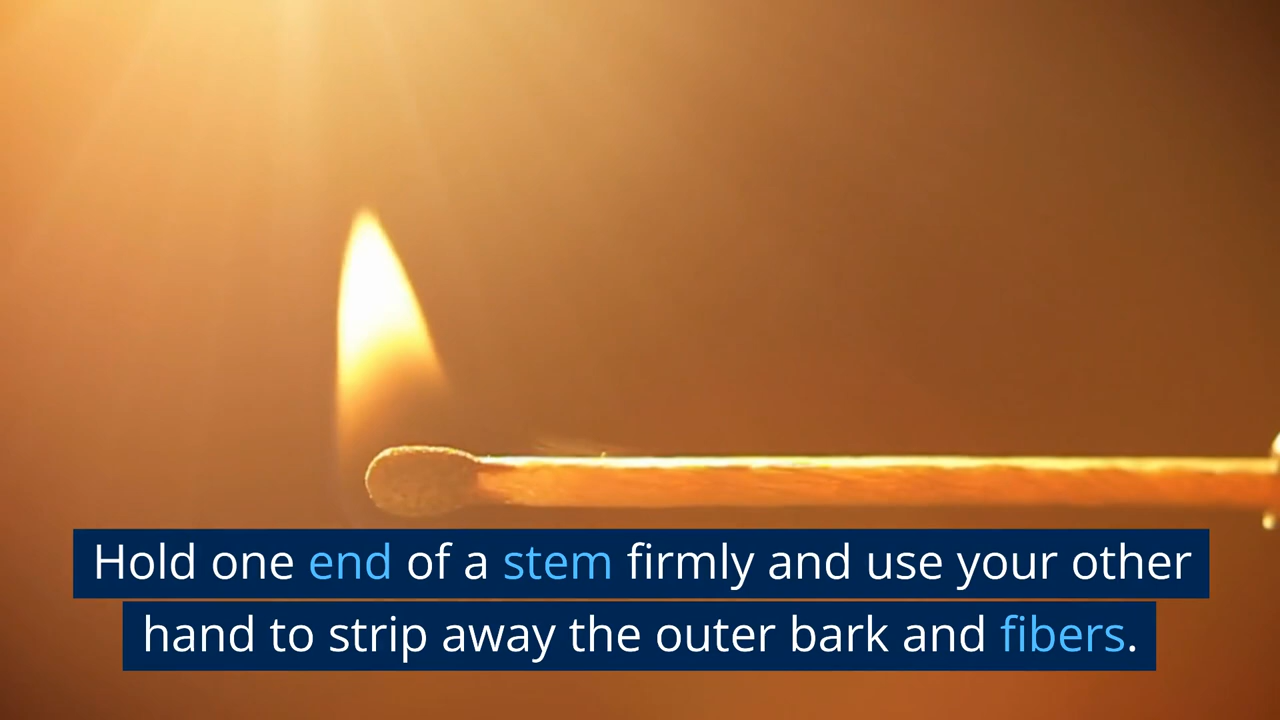 Hold one end of a stem firmly and use your other
hand to strip away the outer bark and fibers.